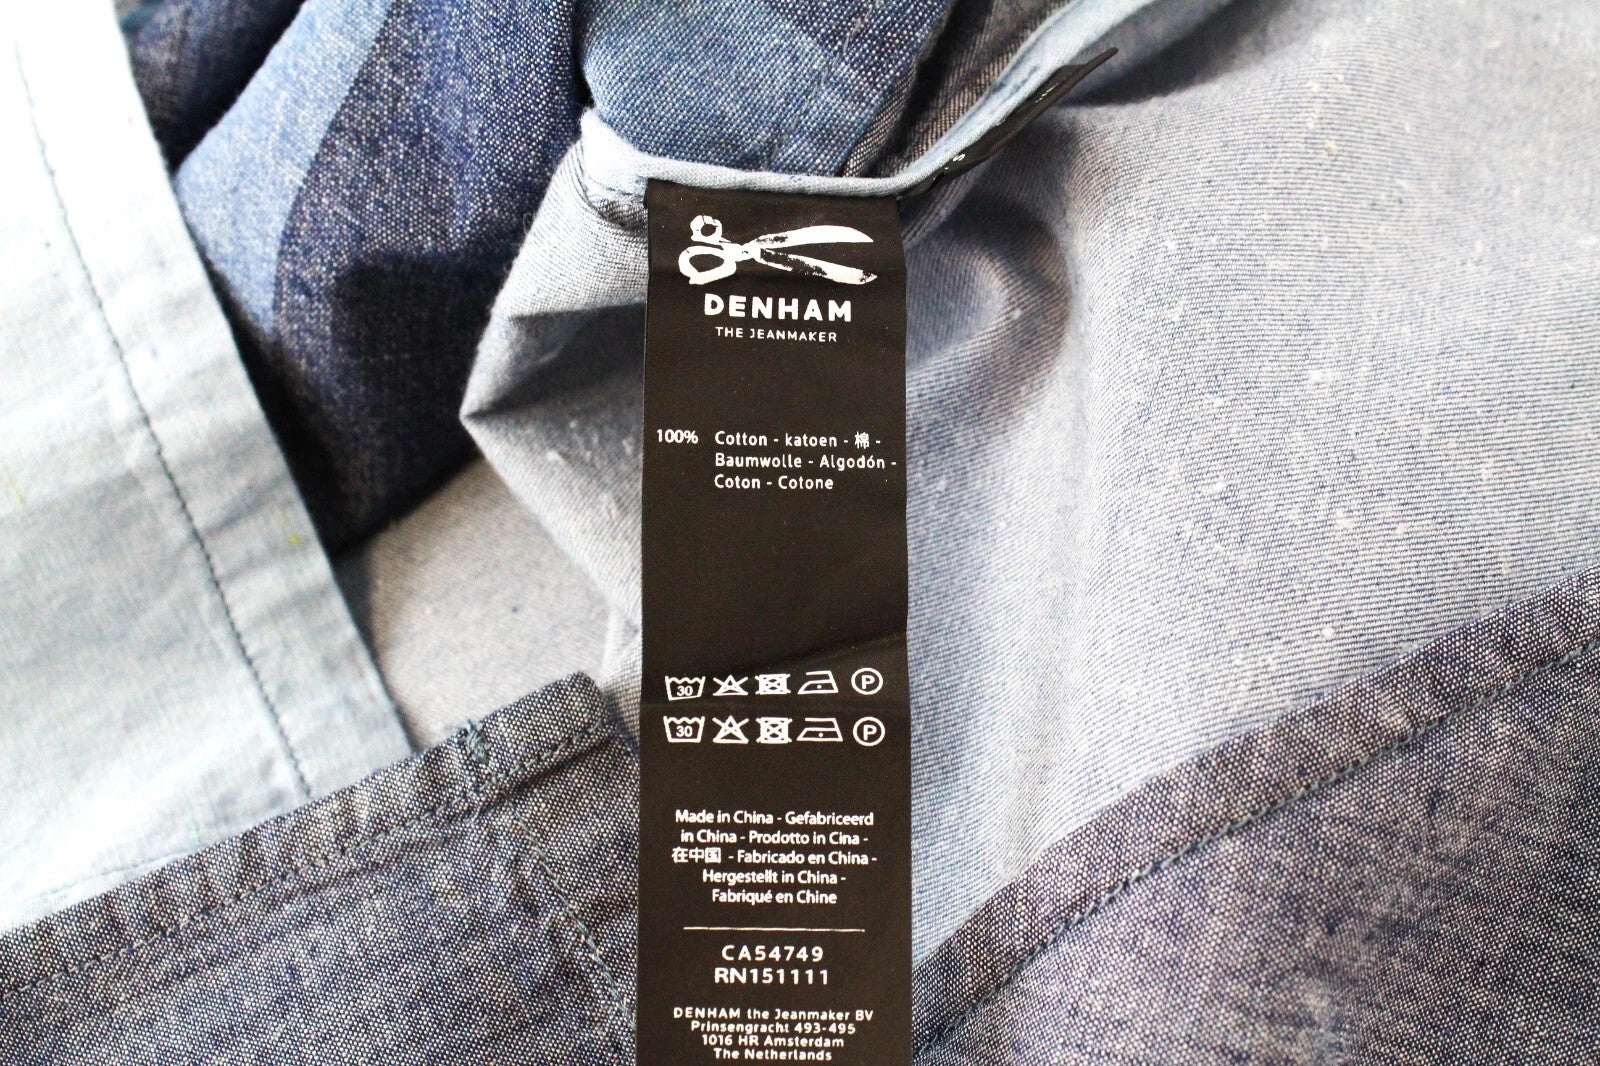 DENHAM
THE JEANMAKER
100% Cotton - katoen - 棉 -
Baumwolle - Algodón -
Coton - Cotone
30 P
30 P
Made in China - Gefabriceerd
in China - Prodotto in Cina -
在中国 - Fabricado en China -
Hergestellt in China -
Fabriqué en Chine
CA54749
RN151111
DENHAM the Jeanmaker BV
Prinsengracht 493-495
1016 HR Amsterdam
The Netherlands